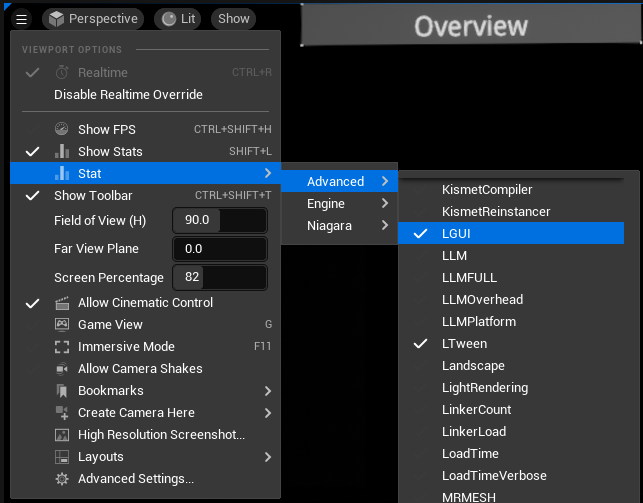 Perspective Lit Show
Overview
VIEWPORT OPTIONS
Realtime CTRL+R
Disable Realtime Override
Show FPS CTRL+SHIFT+H
Show Stats SHIFT+L
Stat
Show Toolbar CTRL+SHIFT+T
Field of View (H) 90.0
Far View Plane 0.0
Screen Percentage 82
Allow Cinematic Control
Game View G
Immersive Mode F11
Allow Camera Shakes
Bookmarks
Create Camera Here
High Resolution Screenshot...
Layouts
Advanced Settings...
Advanced
Engine
Niagara
KismetCompiler
KismetReinstancer
LGUI
LLM
LLMFULL
LLMOverhead
LLMPlatform
LTween
Landscape
LightRendering
LinkerCount
LinkerLoad
LoadTime
LoadTimeVerbose
MRMESH